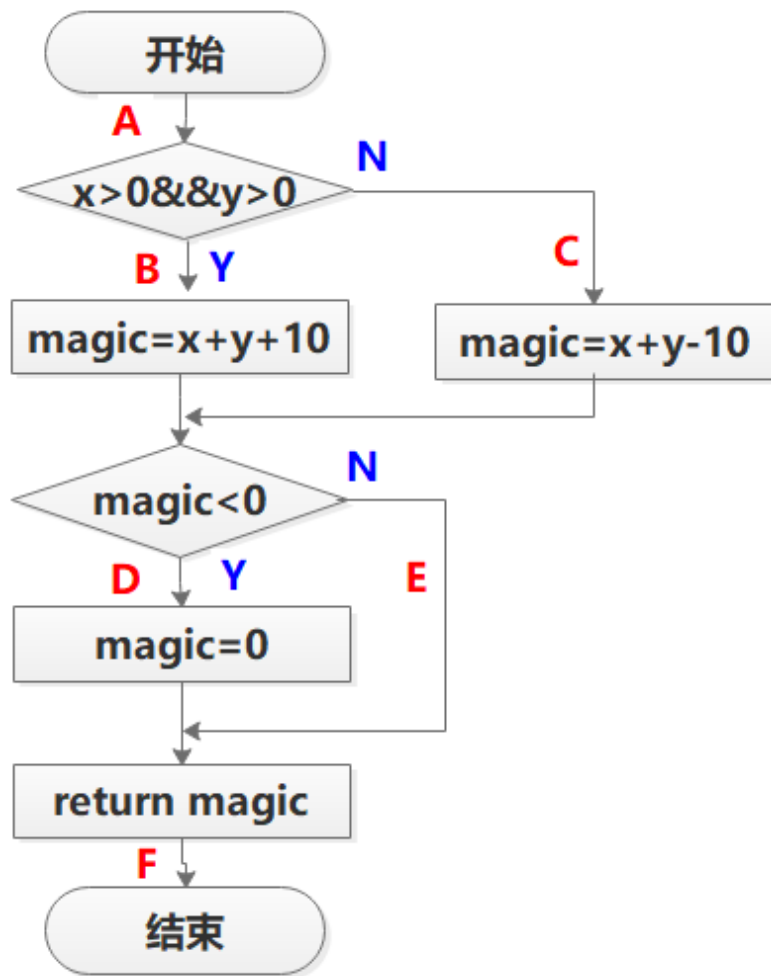 开始
A
x>0&&y>0
N
B
Y
C
magic=x+y+10
magic=x+y-10
magic<0
N
D
Y
E
magic=0
return magic
F
结束